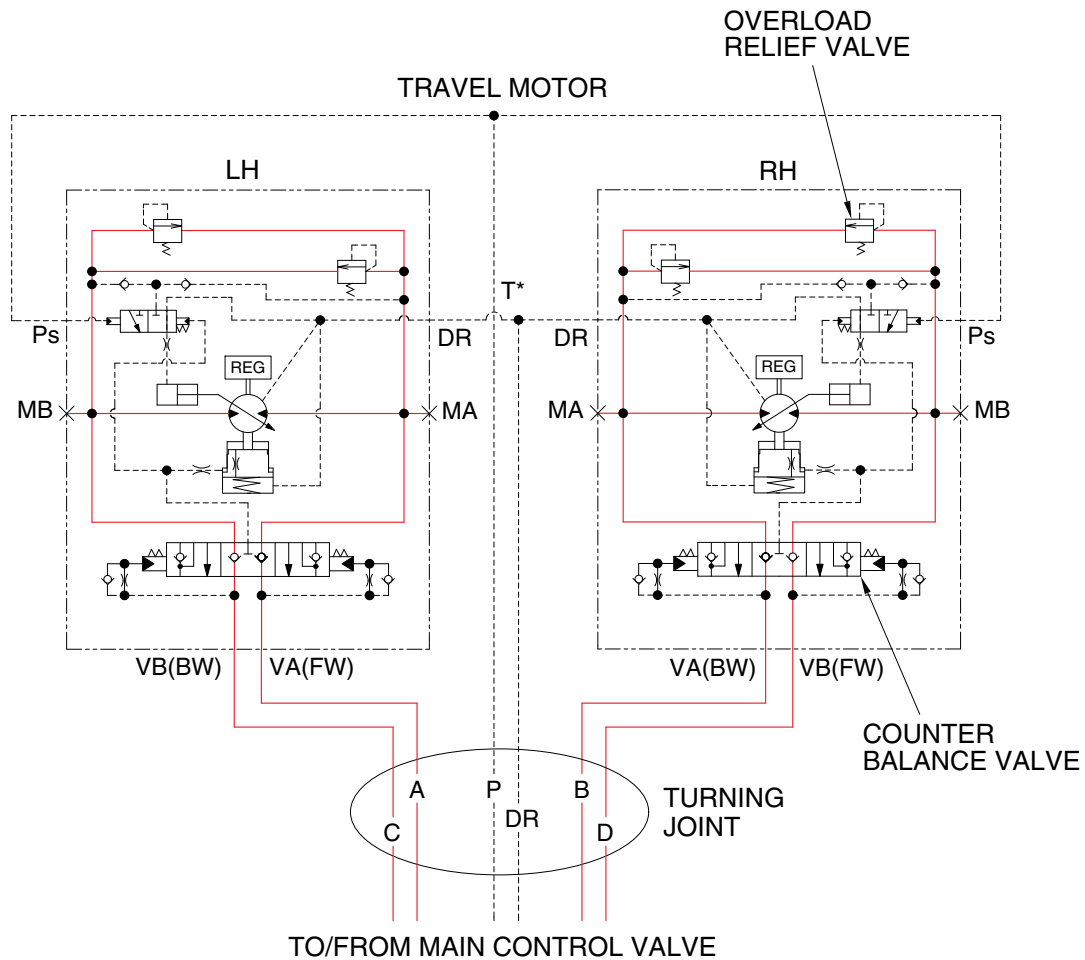 OVERLOAD
RELIEF VALVE
TRAVEL MOTOR
LH
RH
T*
Ps
DR
DR
Ps
REG
REG
MB
MA
MA
MB
VB(BW)
VA(FW)
VA(BW)
VB(FW)
COUNTER
BALANCE VALVE
A
P
B
TURNING
JOINT
C
DR
D
TO/FROM MAIN CONTROL VALVE